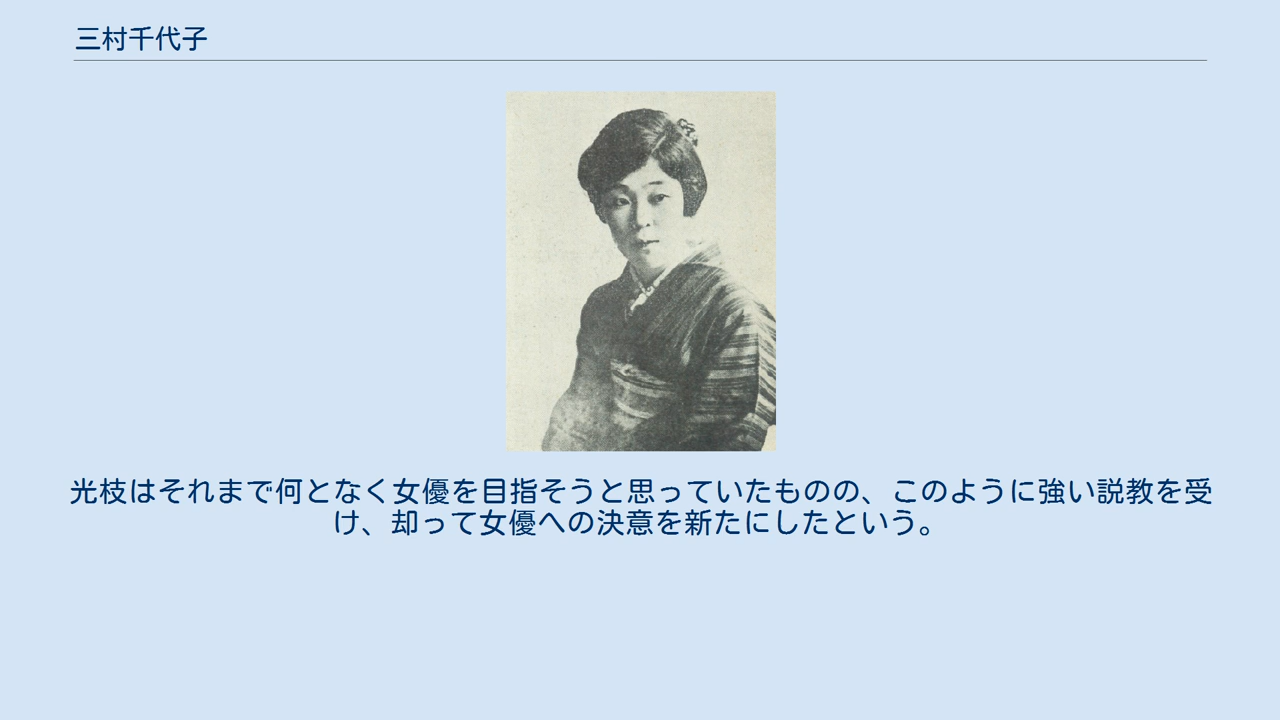 三村千代子
光枝はそれまで何となく女優を目指そうと思っていたものの、このように強い説教を受
け、却って女優への決意を新たにしたという。